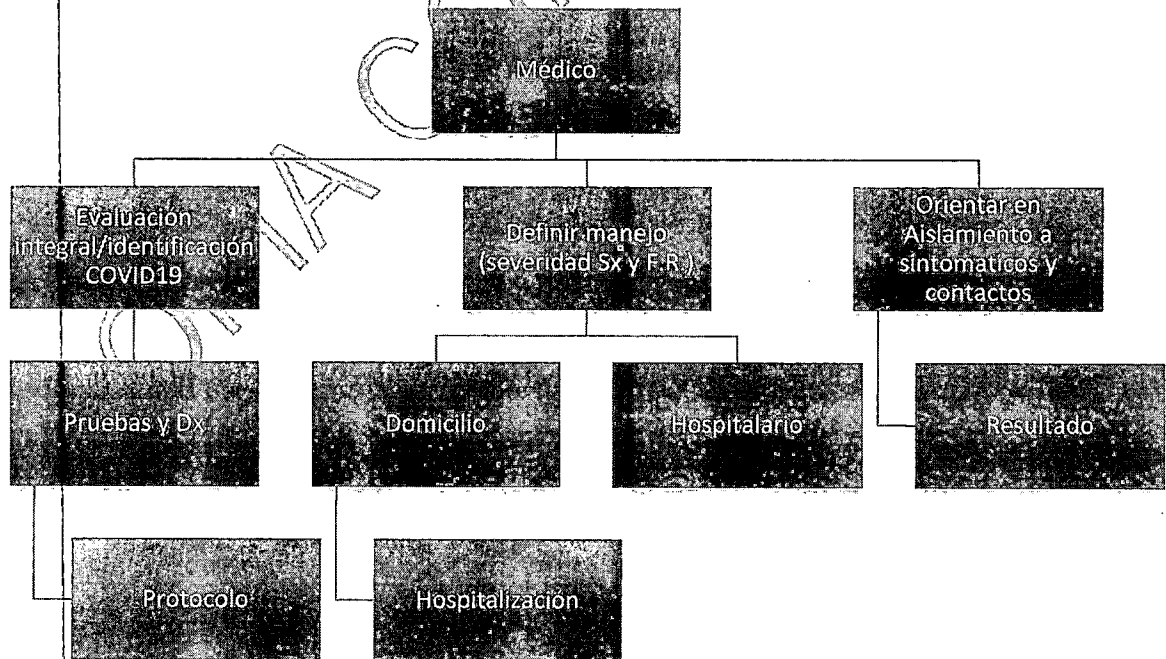 Médico
Evaluación
integral/identificación
COVID19
Definir manejo
(severidad Sx y F.R.)
Orientar en
Aislamiento a
sintomaticos y
contactos
Pruebas y Dx
Domicilio
Hospitalario
Resultado
Protocolo
Hospitalización